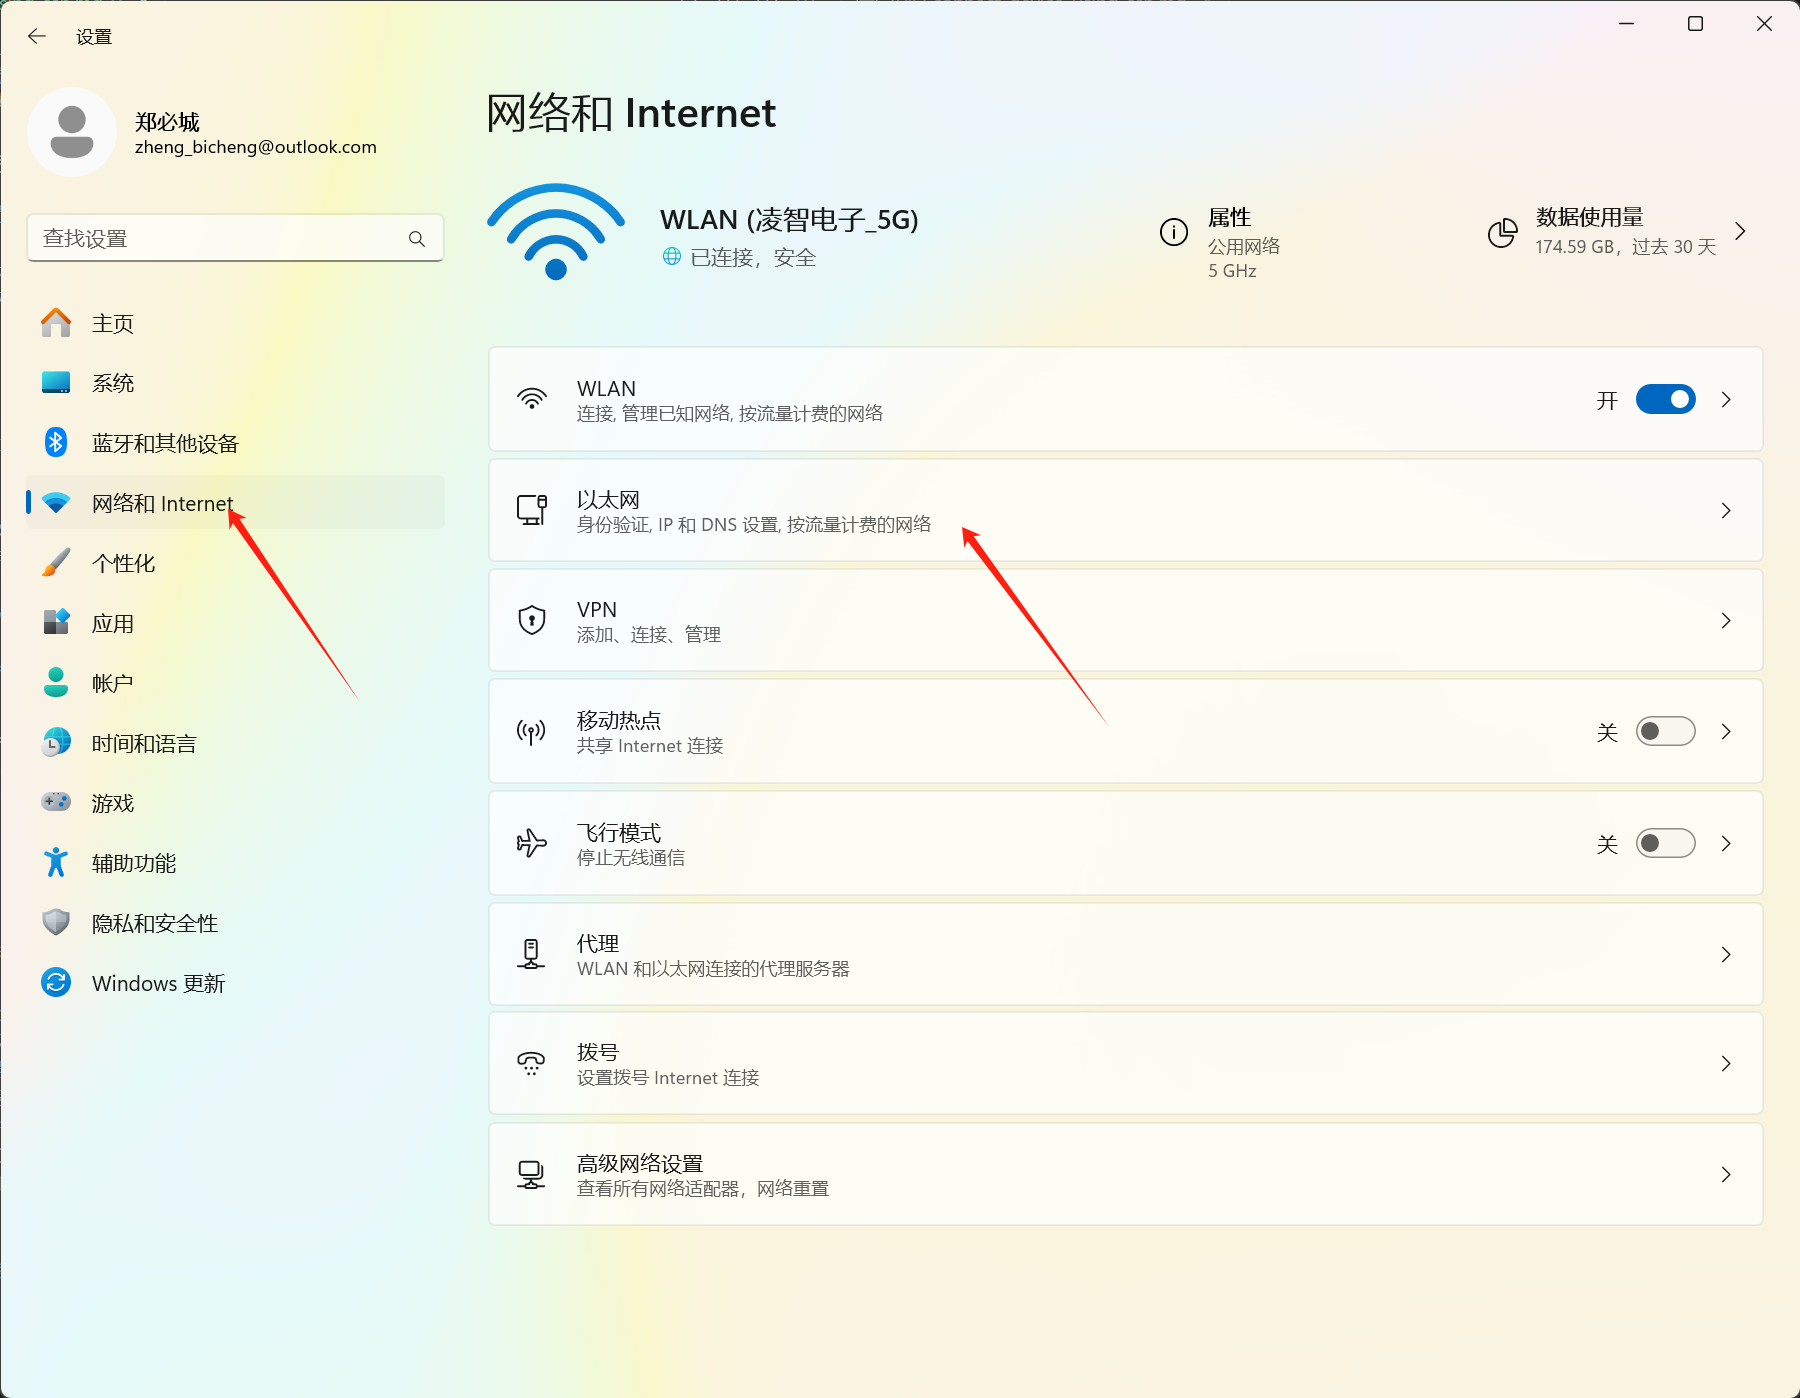 设置
郑必城
zheng_bicheng@outlook.com
查找设置
主页
系统
蓝牙和其他设备
网络和 Internet
个性化
应用
帐户
时间和语言
游戏
辅助功能
隐私和安全性
Windows 更新
网络和 Internet
WLAN (凌智电子_5G)
已连接，安全
属性
公用网络
5 GHz
数据使用量
174.59 GB，过去 30 天
WLAN
连接, 管理已知网络, 按流量计费的网络
开
以太网
身份验证, IP 和 DNS 设置, 按流量计费的网络
VPN
添加、连接、管理
移动热点
共享 Internet 连接
关
飞行模式
停止无线通信
关
代理
WLAN 和以太网连接的代理服务器
拨号
设置拨号 Internet 连接
高级网络设置
查看所有网络适配器，网络重置